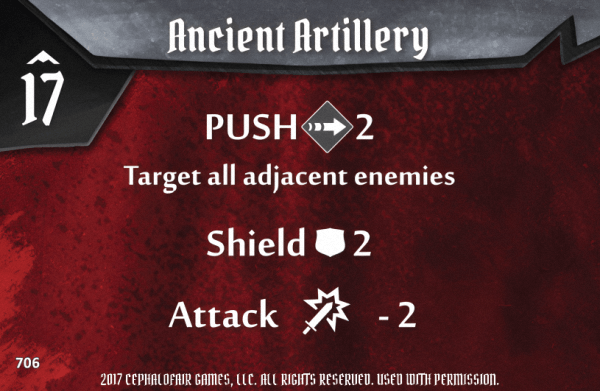 Ancient Artillery
17
PUSH 2
Target all adjacent enemies
Shield 2
Attack - 2
706
2017 CEPHALOFAIR GAMES, LLC. ALL RIGHTS RESERVED. USED WITH PERMISSION.